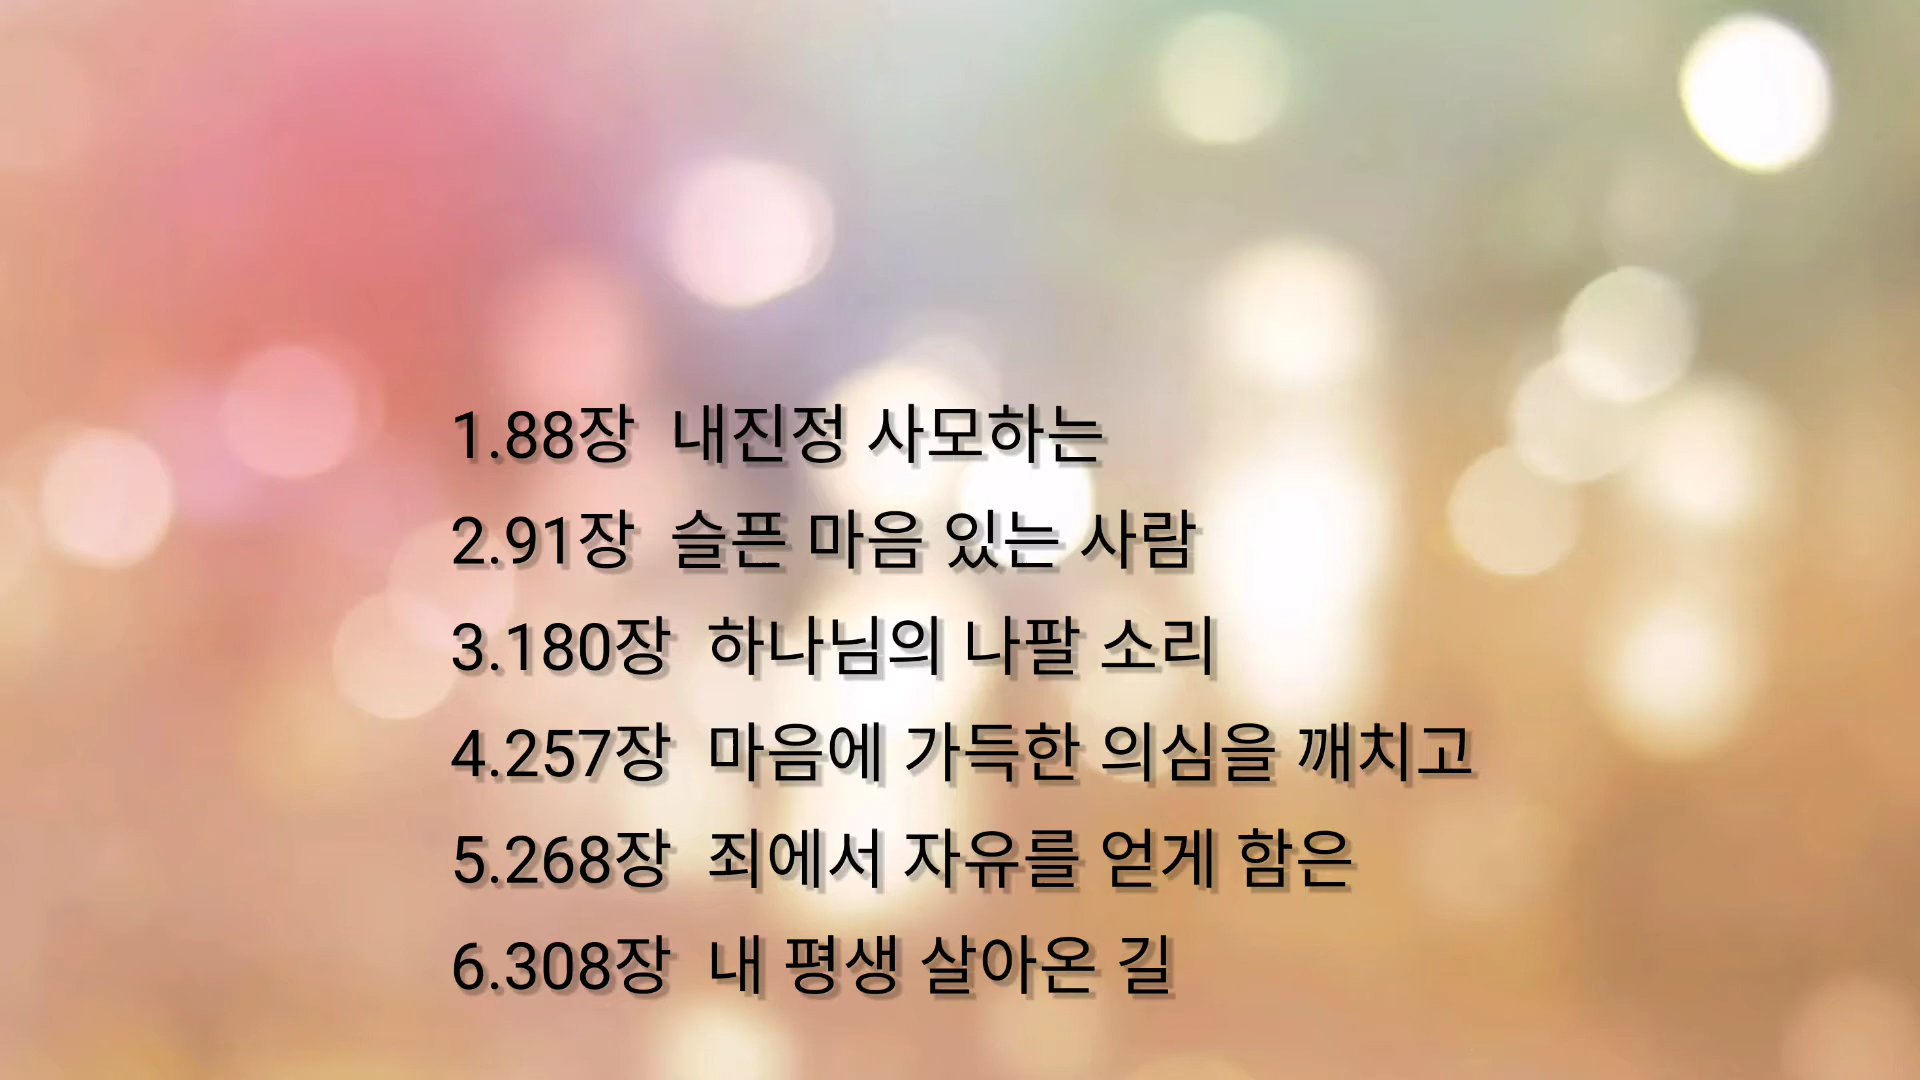 1.88장 내진정 사모하는
2.91장 슬픈 마음 있는 사람
3.180장 하나님의 나팔 소리
4.257장 마음에 가득한 의심을 깨치고
5.268장 죄에서 자유를 얻게 함은
6.308장 내 평생 살아온 길